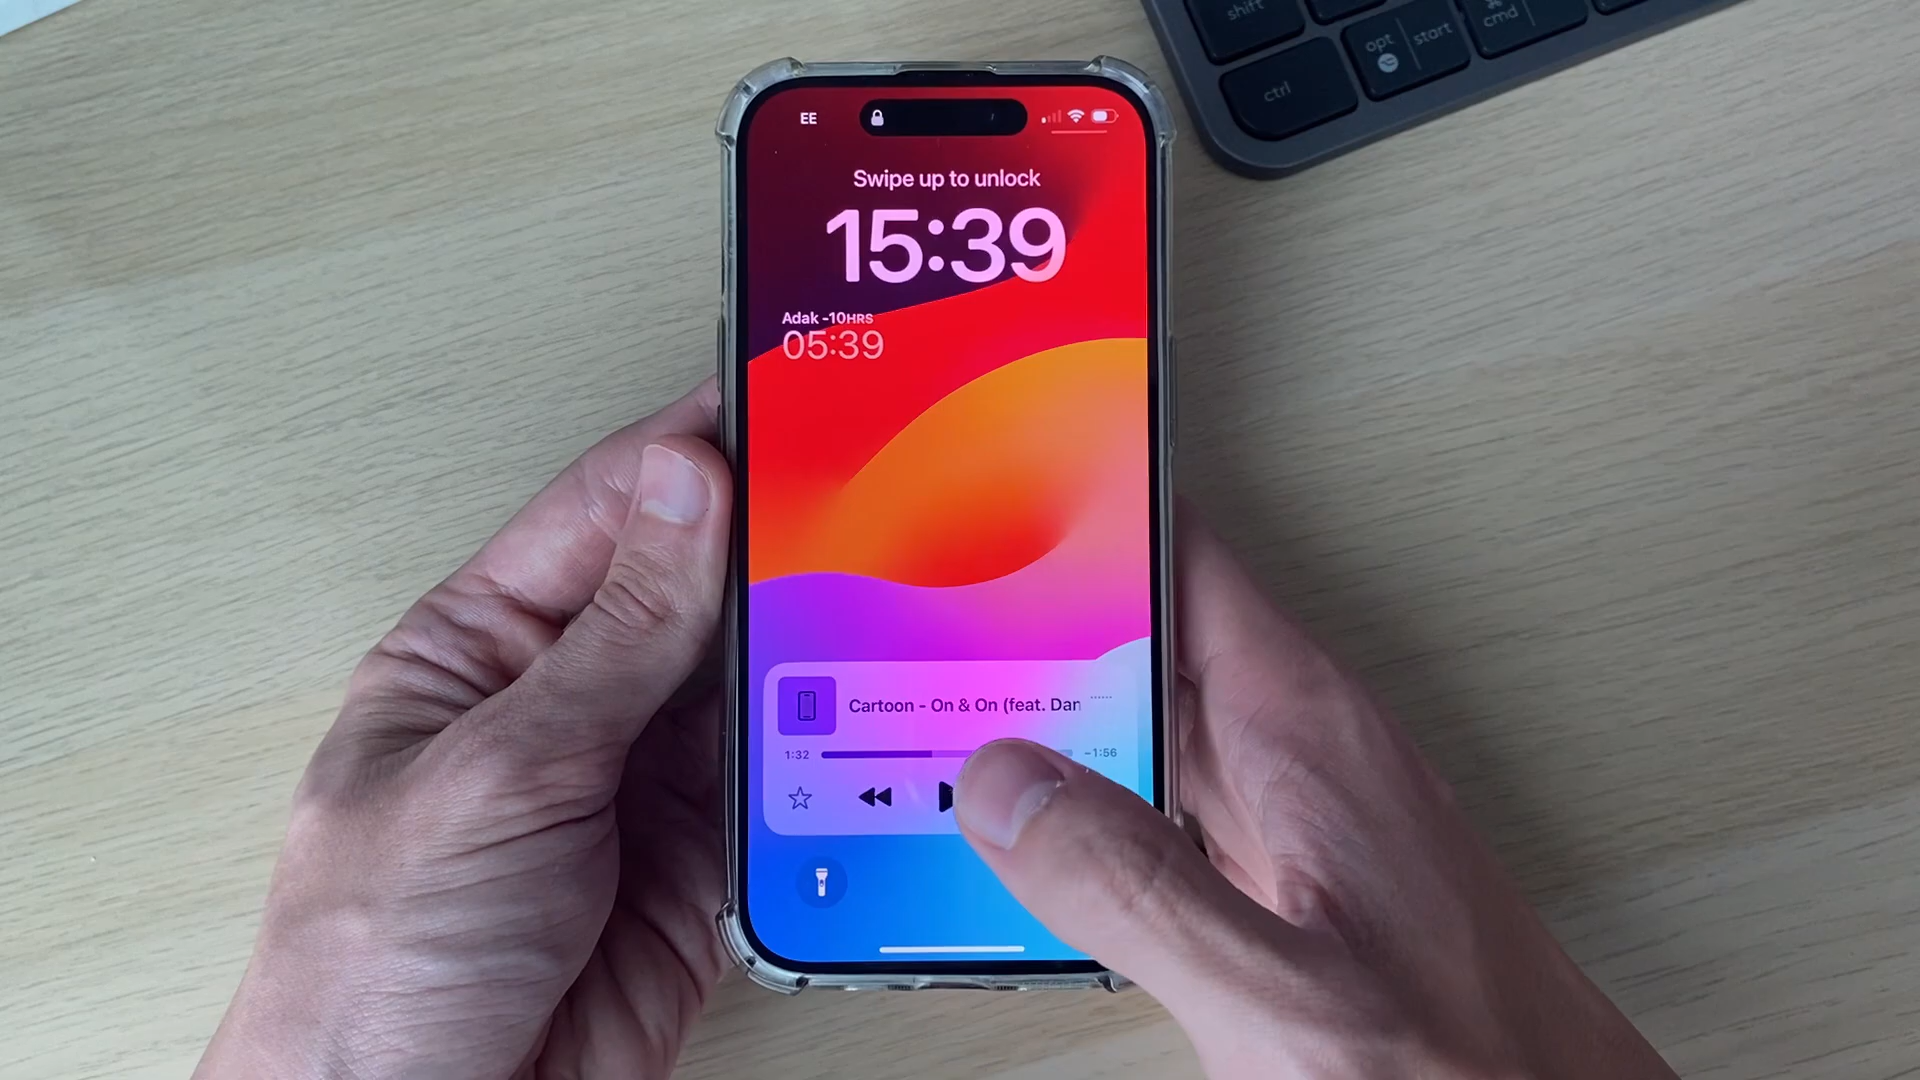 shift
ctrl
opt
start
cmd
EE
Swipe up to unlock
15:39
Adak -10HRS
05:39
Cartoon - On & On (feat. Dan
1:32
-1:56